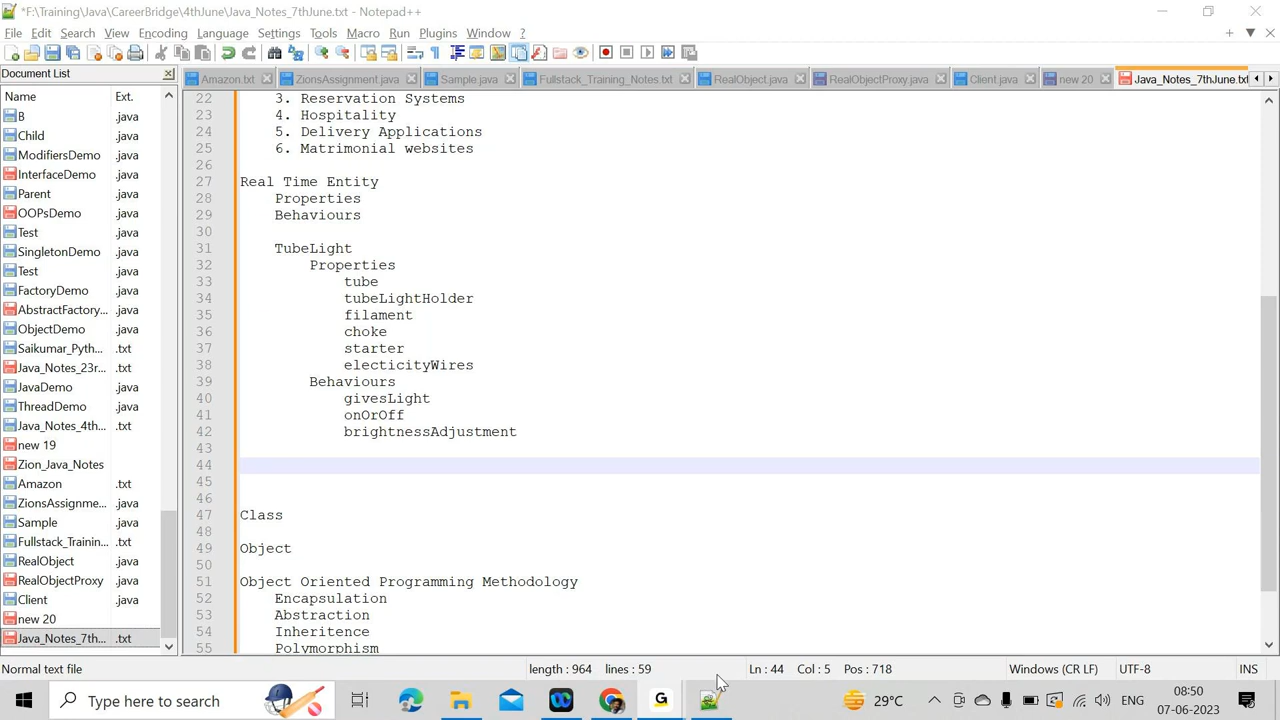 *F:\Training\Java\CareerBridge\4thJune\Java_Notes_7thJune.txt - Notepad++
File Edit Search View Encoding Language Settings Tools Macro Run Plugins Window ?
Document List
Amazon.txt ZionsAssignment.java Sample.java Fullstack_Training_Notes.txt RealObject.java RealObjectProxy.java Client.java new 20 Java_Notes_7thJune.txt
Name Ext.
B .java
Child .java
ModifiersDemo .java
InterfaceDemo .java
Parent .java
OOPsDemo .java
Test .java
SingletonDemo .java
Test .java
FactoryDemo .java
AbstractFactory... .java
ObjectDemo .java
Saikumar_Pyth... .txt
Java_Notes_23r... .txt
JavaDemo .java
ThreadDemo .java
Java_Notes_4th... .txt
new 19
Zion_Java_Notes
Amazon .txt
ZionsAssignme... .java
Sample .java
Fullstack_Trainin... .txt
RealObject .java
RealObjectProxy .java
Client .java
new 20
Java_Notes_7th... .txt
22 3. Reservation Systems
23 4. Hospitality
24 5. Delivery Applications
25 6. Matrimonial websites
26
27 Real Time Entity
28 Properties
29 Behaviours
30
31 TubeLight
32 Properties
33 tube
34 tubeLightHolder
35 filament
36 choke
37 starter
38 electicityWires
39 Behaviours
40 givesLight
41 onOrOff
42 brightnessAdjustment
43
44
45
46
47 Class
48
49 Object
50
51 Object Oriented Programming Methodology
52 Encapsulation
53 Abstraction
54 Inheritence
55 Polymorphism
Normal text file length : 964 lines : 59 Ln : 44 Col : 5 Pos : 718 Windows (CR LF) UTF-8 INS
Type here to search 29°C ENG 08:50
07-06-2023